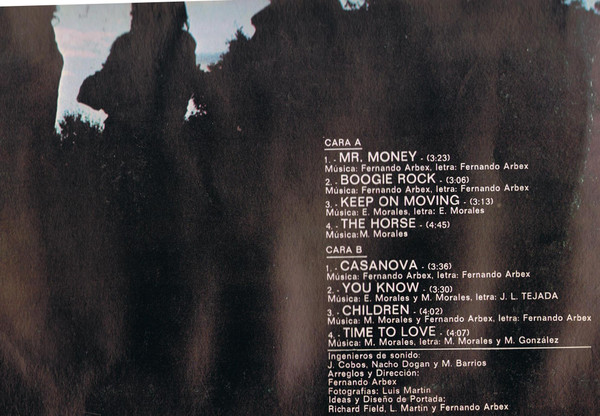 CARA A
1. - MR. MONEY - (3:23)
Música: Fernando Arbex, letra: Fernando Arbex
2. - BOOGIE ROCK - (3:06)
Música: Fernando Arbex, letra: Fernando Arbex
3. - KEEP ON MOVING - (3:13)
Música: E. Morales, letra: E. Morales
4. - THE HORSE - (4:45)
Música: M. Morales
CARA B
1. - CASANOVA - (3:36)
Música: Fernando Arbex, letra: Fernando Arbex
2. - YOU KNOW - (3:30)
Música: E. Morales y M. Morales, letra: J. L. TEJADA
3. - CHILDREN - (4:02)
Música: M. Morales y Fernando Arbex, letra: Fernando Arbex
4. - TIME TO LOVE - (4:07)
Música: M. Morales, letra: M. Morales y M. González
Ingenieros de sonido:
J. Cobos, Nacho Dogan y M. Barrios
Arreglos y Dirección:
Fernando Arbex
Fotografías: Luis Martín
Ideas y Diseño de Portada:
Richard Field, L. Martín y Fernando Arbex